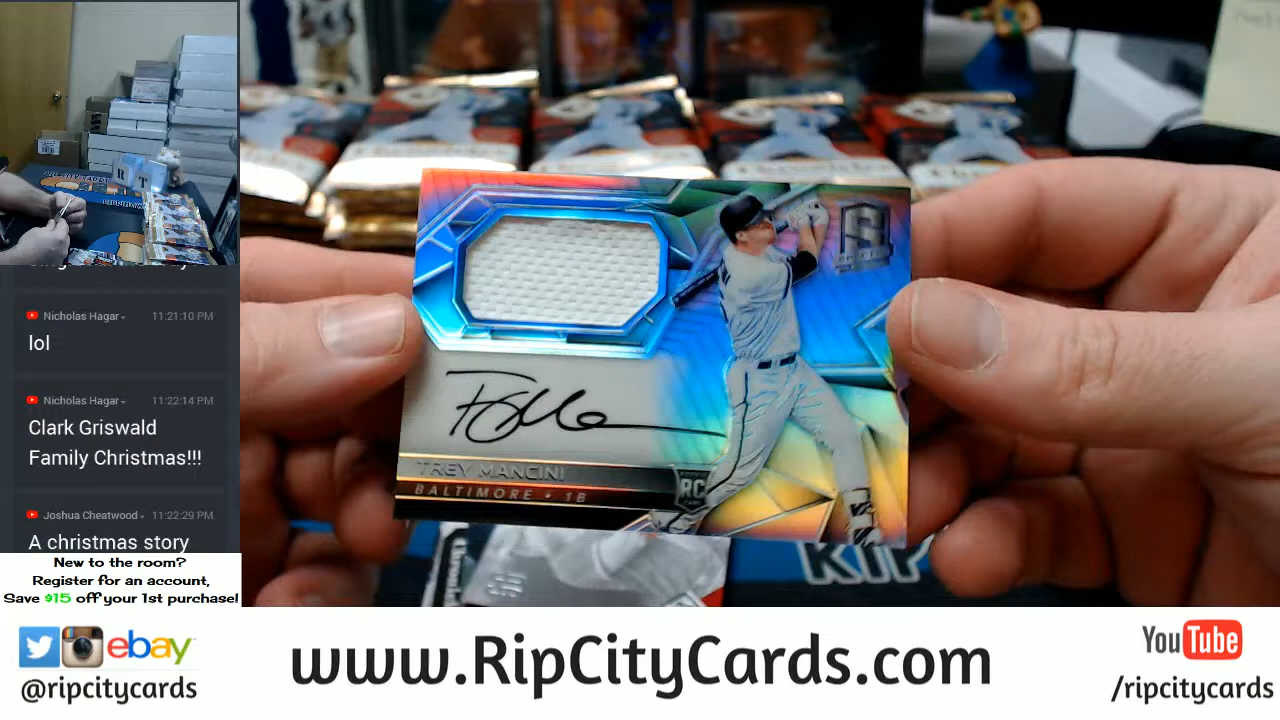 Nicholas Hagar
11:21:10 PM
lol
Nicholas Hagar
11:22:14 PM
Clark Griswald
Family Christmas!!!
Joshua Cheatwood
11:22:29 PM
A christmas story
New to the room?
Register for an account,
Save $15 off your 1st purchase!
TREY MANCINI
BALTIMORE • 1B
RC
RIP
ebay
@ripcitycards
www.RipCityCards.com
YouTube
/ripcitycards